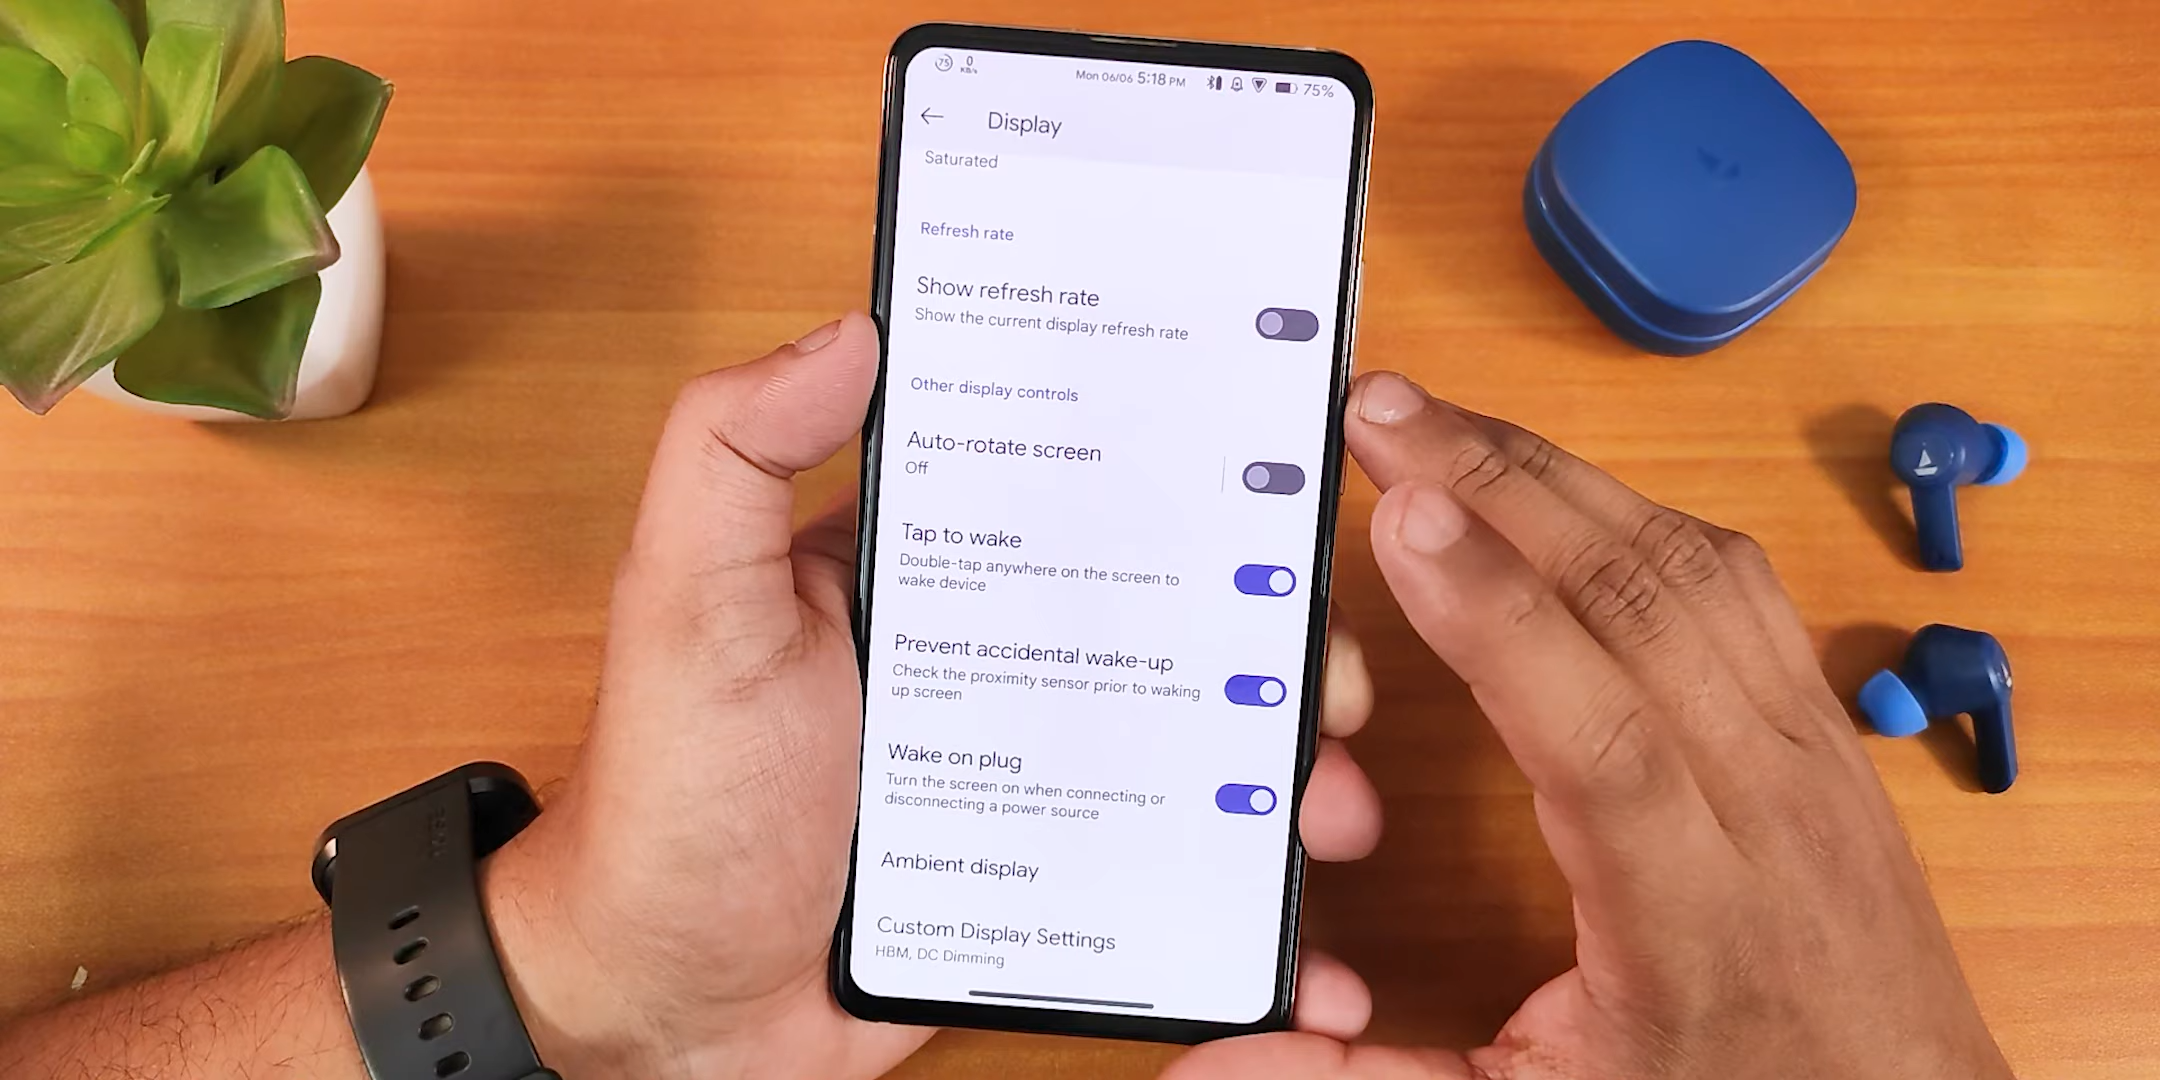 75
0
KB/s
Mon 06/06 5:18 PM
75%
Display
Saturated
Refresh rate
Show refresh rate
Show the current display refresh rate
Other display controls
Auto-rotate screen
Off
Tap to wake
Double-tap anywhere on the screen to
wake device
Prevent accidental wake-up
Check the proximity sensor prior to waking
up screen
Wake on plug
Turn the screen on when connecting or
disconnecting a power source
Ambient display
Custom Display Settings
HBM, DC Dimming